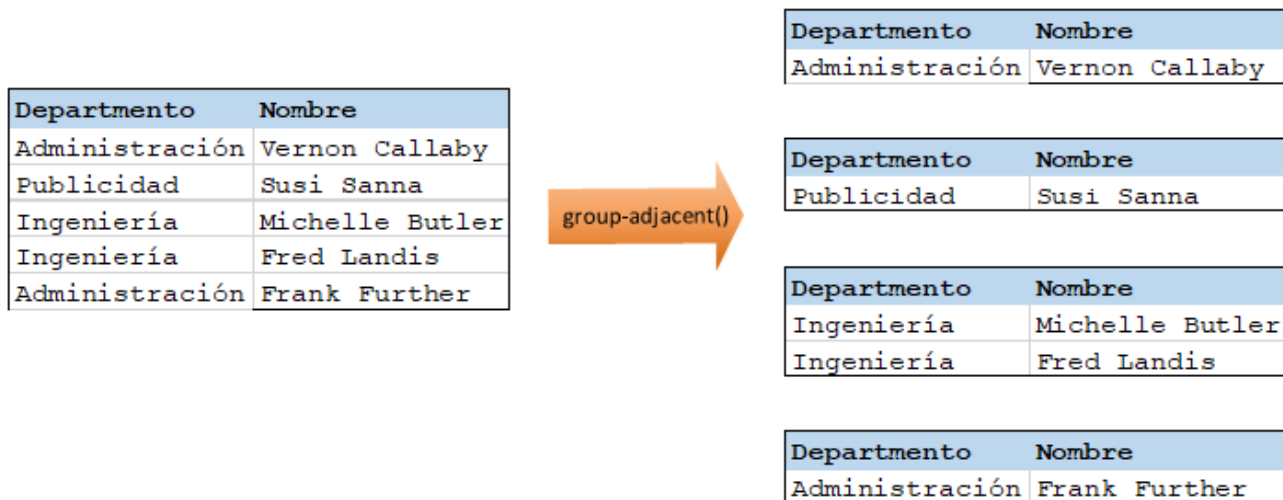 Departmento Nombre
Administración Vernon Callaby
Publicidad Susi Sanna
Ingeniería Michelle Butler
Ingeniería Fred Landis
Administración Frank Further
group-adjacent()
Departmento Nombre
Administración Vernon Callaby
Departmento Nombre
Publicidad Susi Sanna
Departmento Nombre
Ingeniería Michelle Butler
Ingeniería Fred Landis
Departmento Nombre
Administración Frank Further